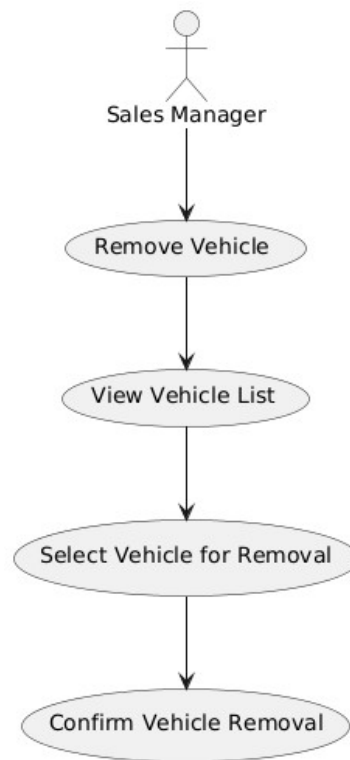 Sales Manager
Remove Vehicle
View Vehicle List
Select Vehicle for Removal
Confirm Vehicle Removal